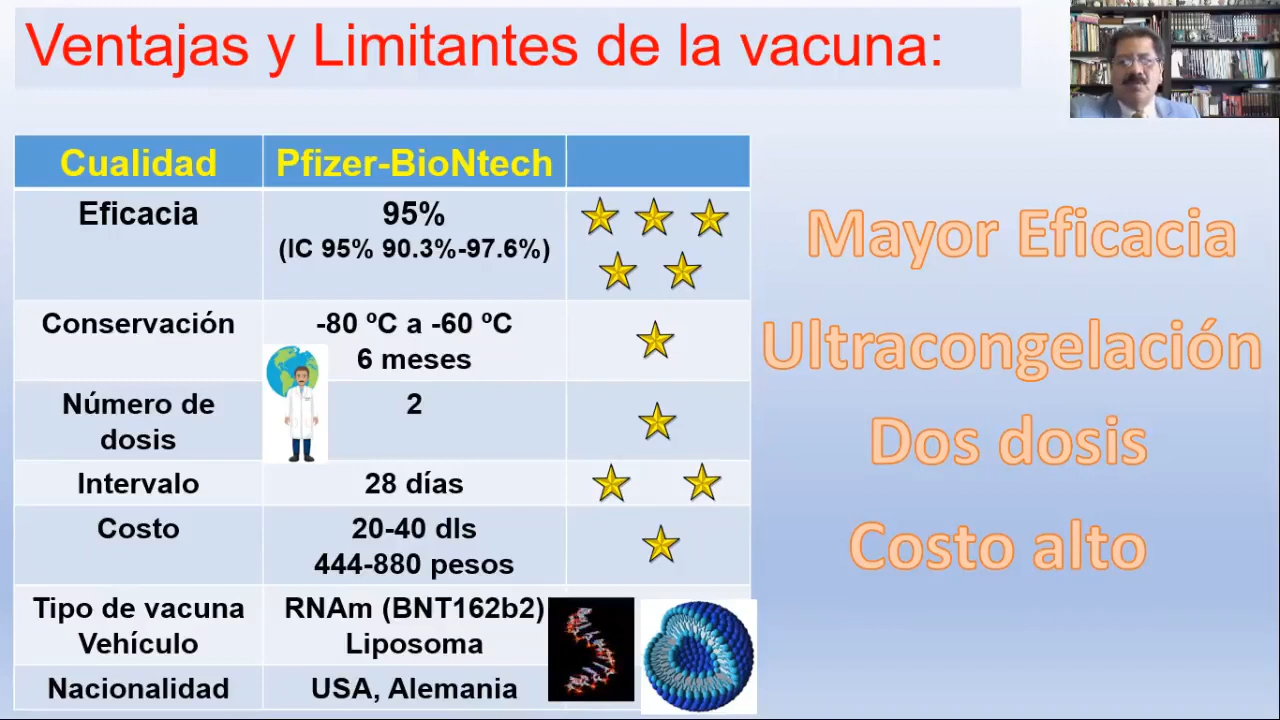 Ventajas y Limitantes de la vacuna:
Cualidad
Pfizer-BioNtech
Eficacia
95%
(IC 95% 90.3%-97.6%)
Conservación
-80 ºC a -60 ºC
6 meses
Número de
dosis
2
Intervalo
28 días
Costo
20-40 dls
444-880 pesos
Tipo de vacuna
Vehículo
RNAm (BNT162b2)
Liposoma
Nacionalidad
USA, Alemania
Mayor Eficacia
Ultracongelación
Dos dosis
Costo alto